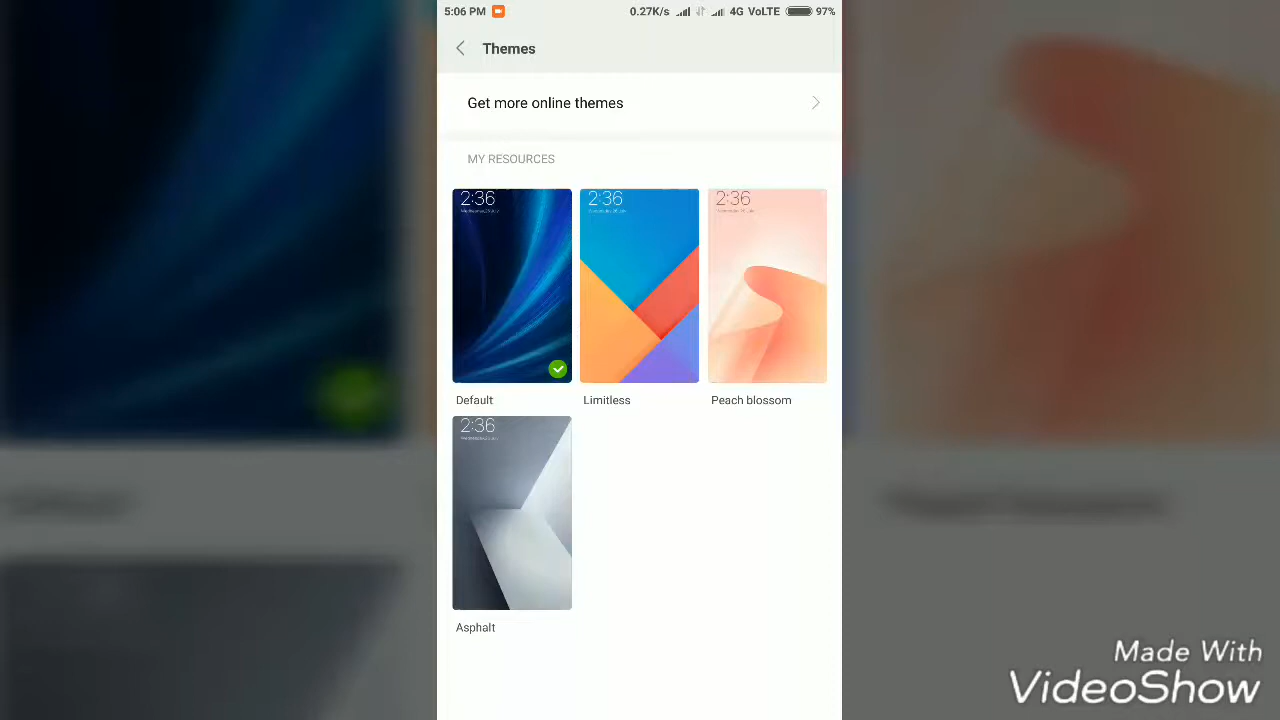 5:06 PM 0.27K/s 4G VoLTE 97%
Themes
Get more online themes
MY RESOURCES
2:36 2:36 2:36
Default Limitless Peach blossom
2:36
Asphalt
Made With
VideoShow